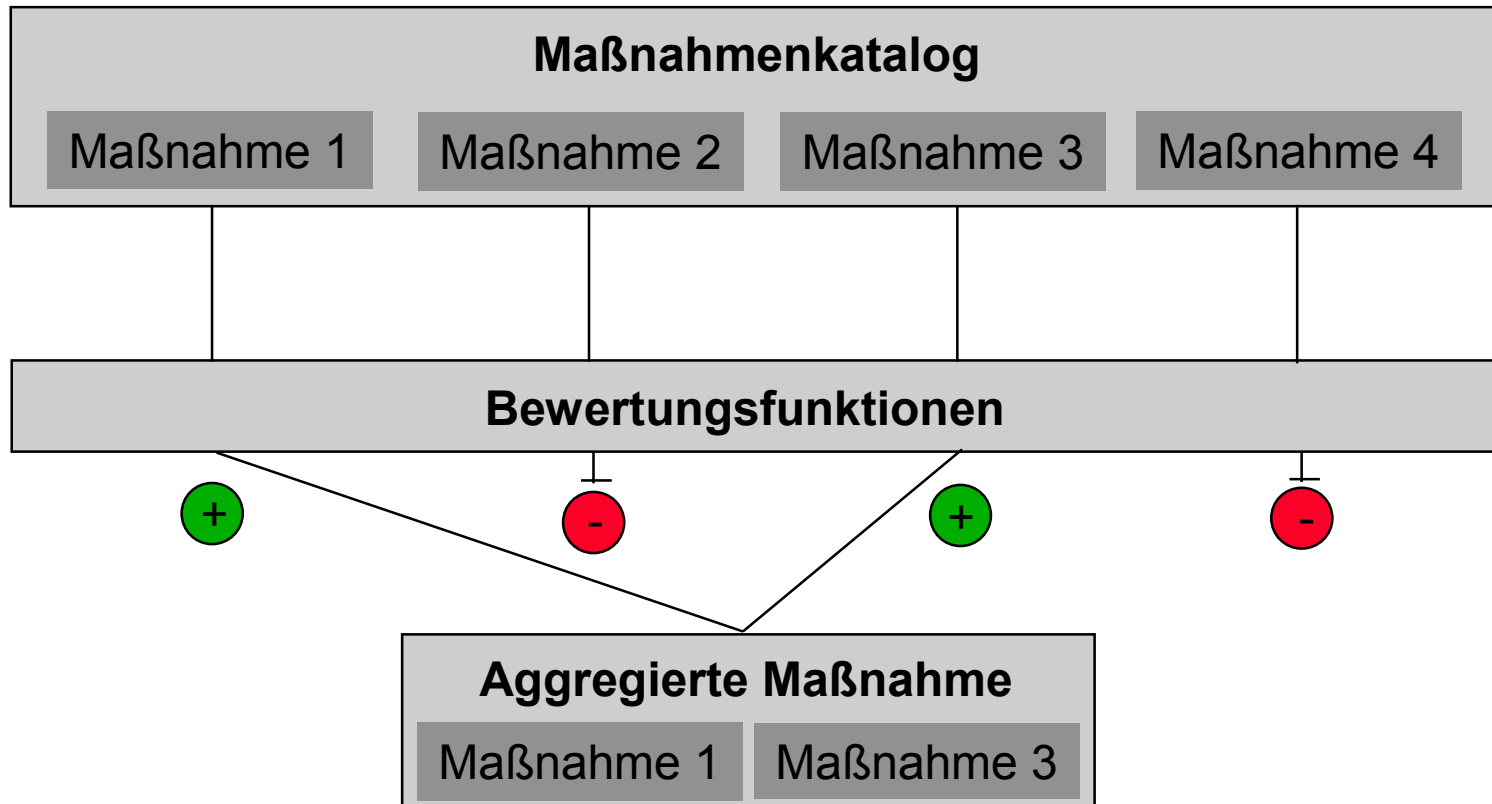 Maßnahmenkatalog
Maßnahme 1 Maßnahme 2 Maßnahme 3 Maßnahme 4
Bewertungsfunktionen
+ - + -
Aggregierte Maßnahme
Maßnahme 1 Maßnahme 3